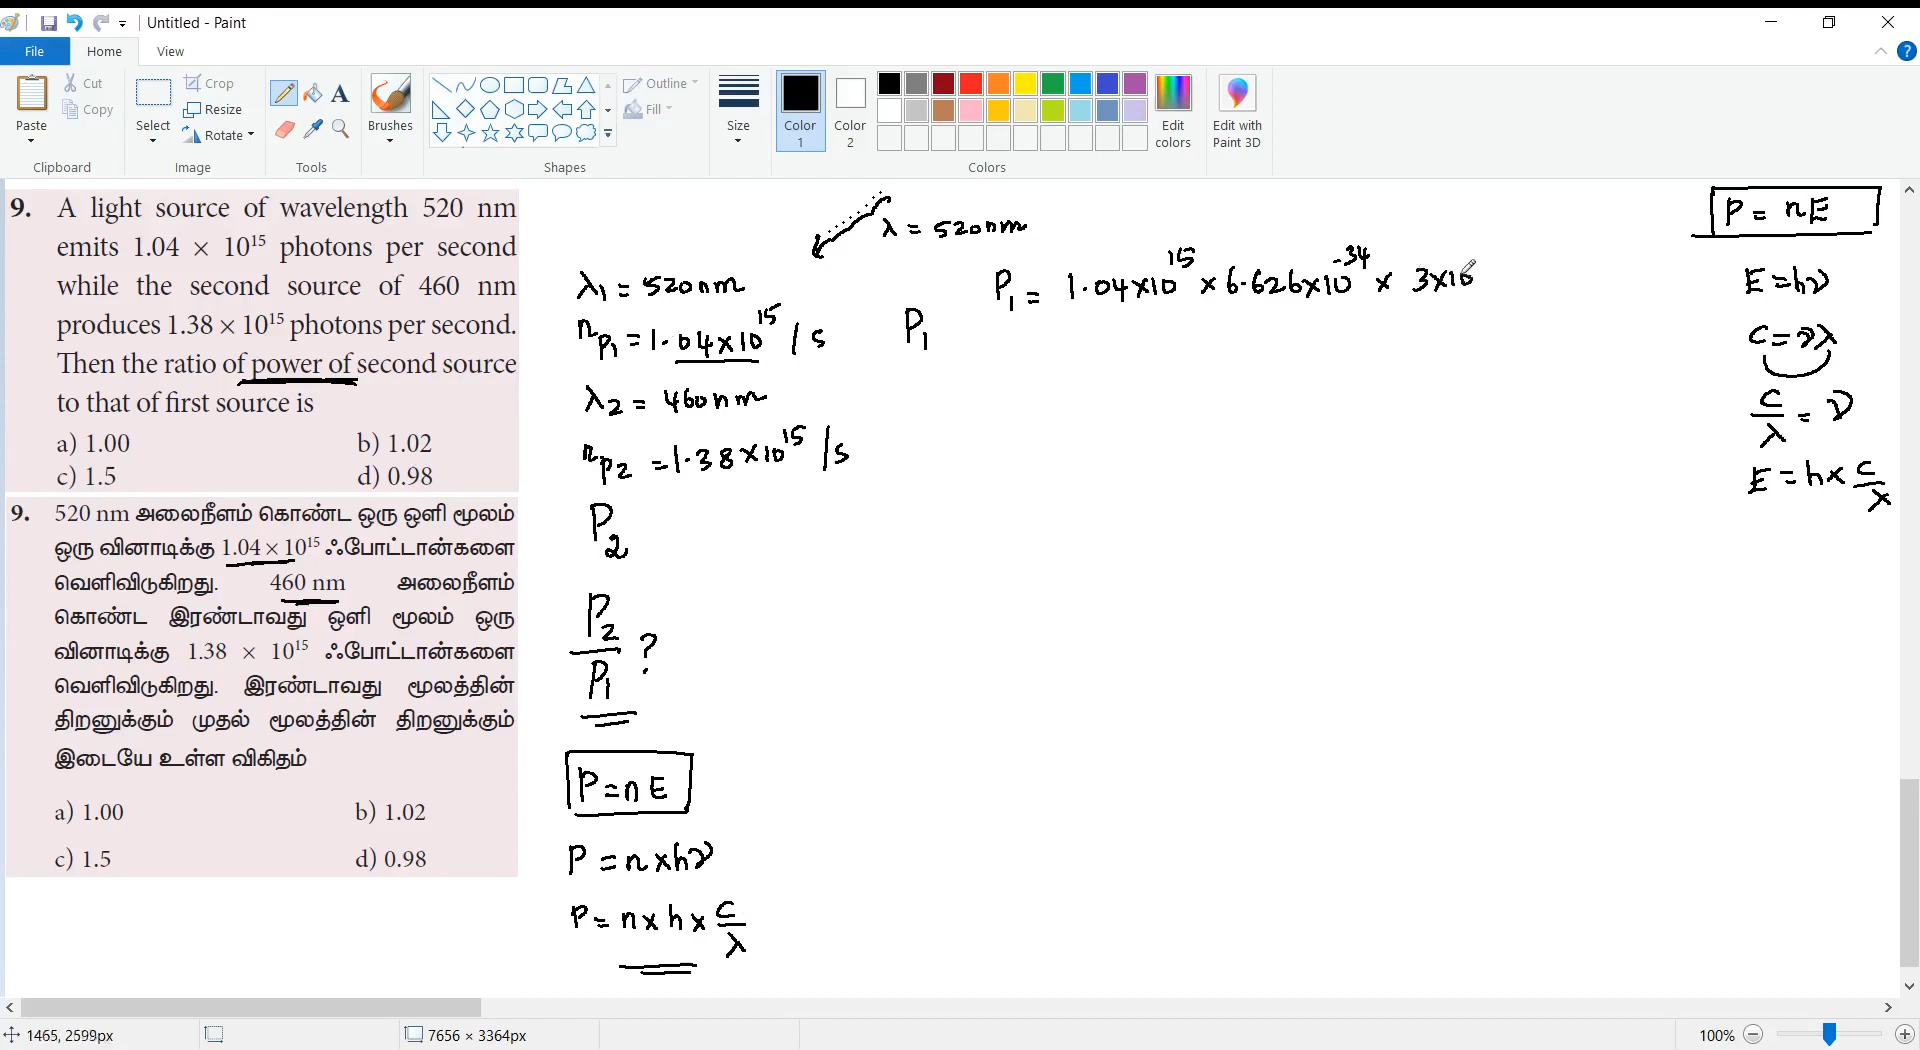 Untitled - Paint
File Home View
Cut
Copy
Paste
Clipboard
Crop
Resize
Rotate
Select
Image
Tools
Brushes
Outline
Fill
Shapes
Size
Color 1
Color 2
Colors
Edit colors
Edit with Paint 3D
9. A light source of wavelength 520 nm
emits 1.04 × 10¹⁵ photons per second
while the second source of 460 nm
produces 1.38 × 10¹⁵ photons per second.
Then the ratio of power of second source
to that of first source is
a) 1.00 b) 1.02
c) 1.5 d) 0.98
9. 520 nm அலைநீளம் கொண்ட ஒரு ஒளி மூலம்
ஒரு வினாடிக்கு 1.04 × 10¹⁵ ஃபோட்டான்களை
வெளிவிடுகிறது. 460 nm அலைநீளம்
கொண்ட இரண்டாவது ஒளி மூலம் ஒரு
வினாடிக்கு 1.38 × 10¹⁵ ஃபோட்டான்களை
வெளிவிடுகிறது. இரண்டாவது மூலத்தின்
திறனுக்கும் முதல் மூலத்தின் திறனுக்கும்
இடையே உள்ள விகிதம்
a) 1.00 b) 1.02
c) 1.5 d) 0.98
λ = 520nm
λ₁ = 520nm
nP₁ = 1.04×10¹⁵ / s
λ₂ = 460nm
nP₂ = 1.38×10¹⁵ / s
P₂
P₂/P₁ ?
P = nE
P = n×hν
P = n × h × c/λ
P₁
P₁ = 1.04×10¹⁵ × 6.626×10⁻³⁴ × 3×10
P = nE
E = hν
C = νλ
C/λ = ν
E = h× C/λ
1465, 2599px
7656 × 3364px
100%